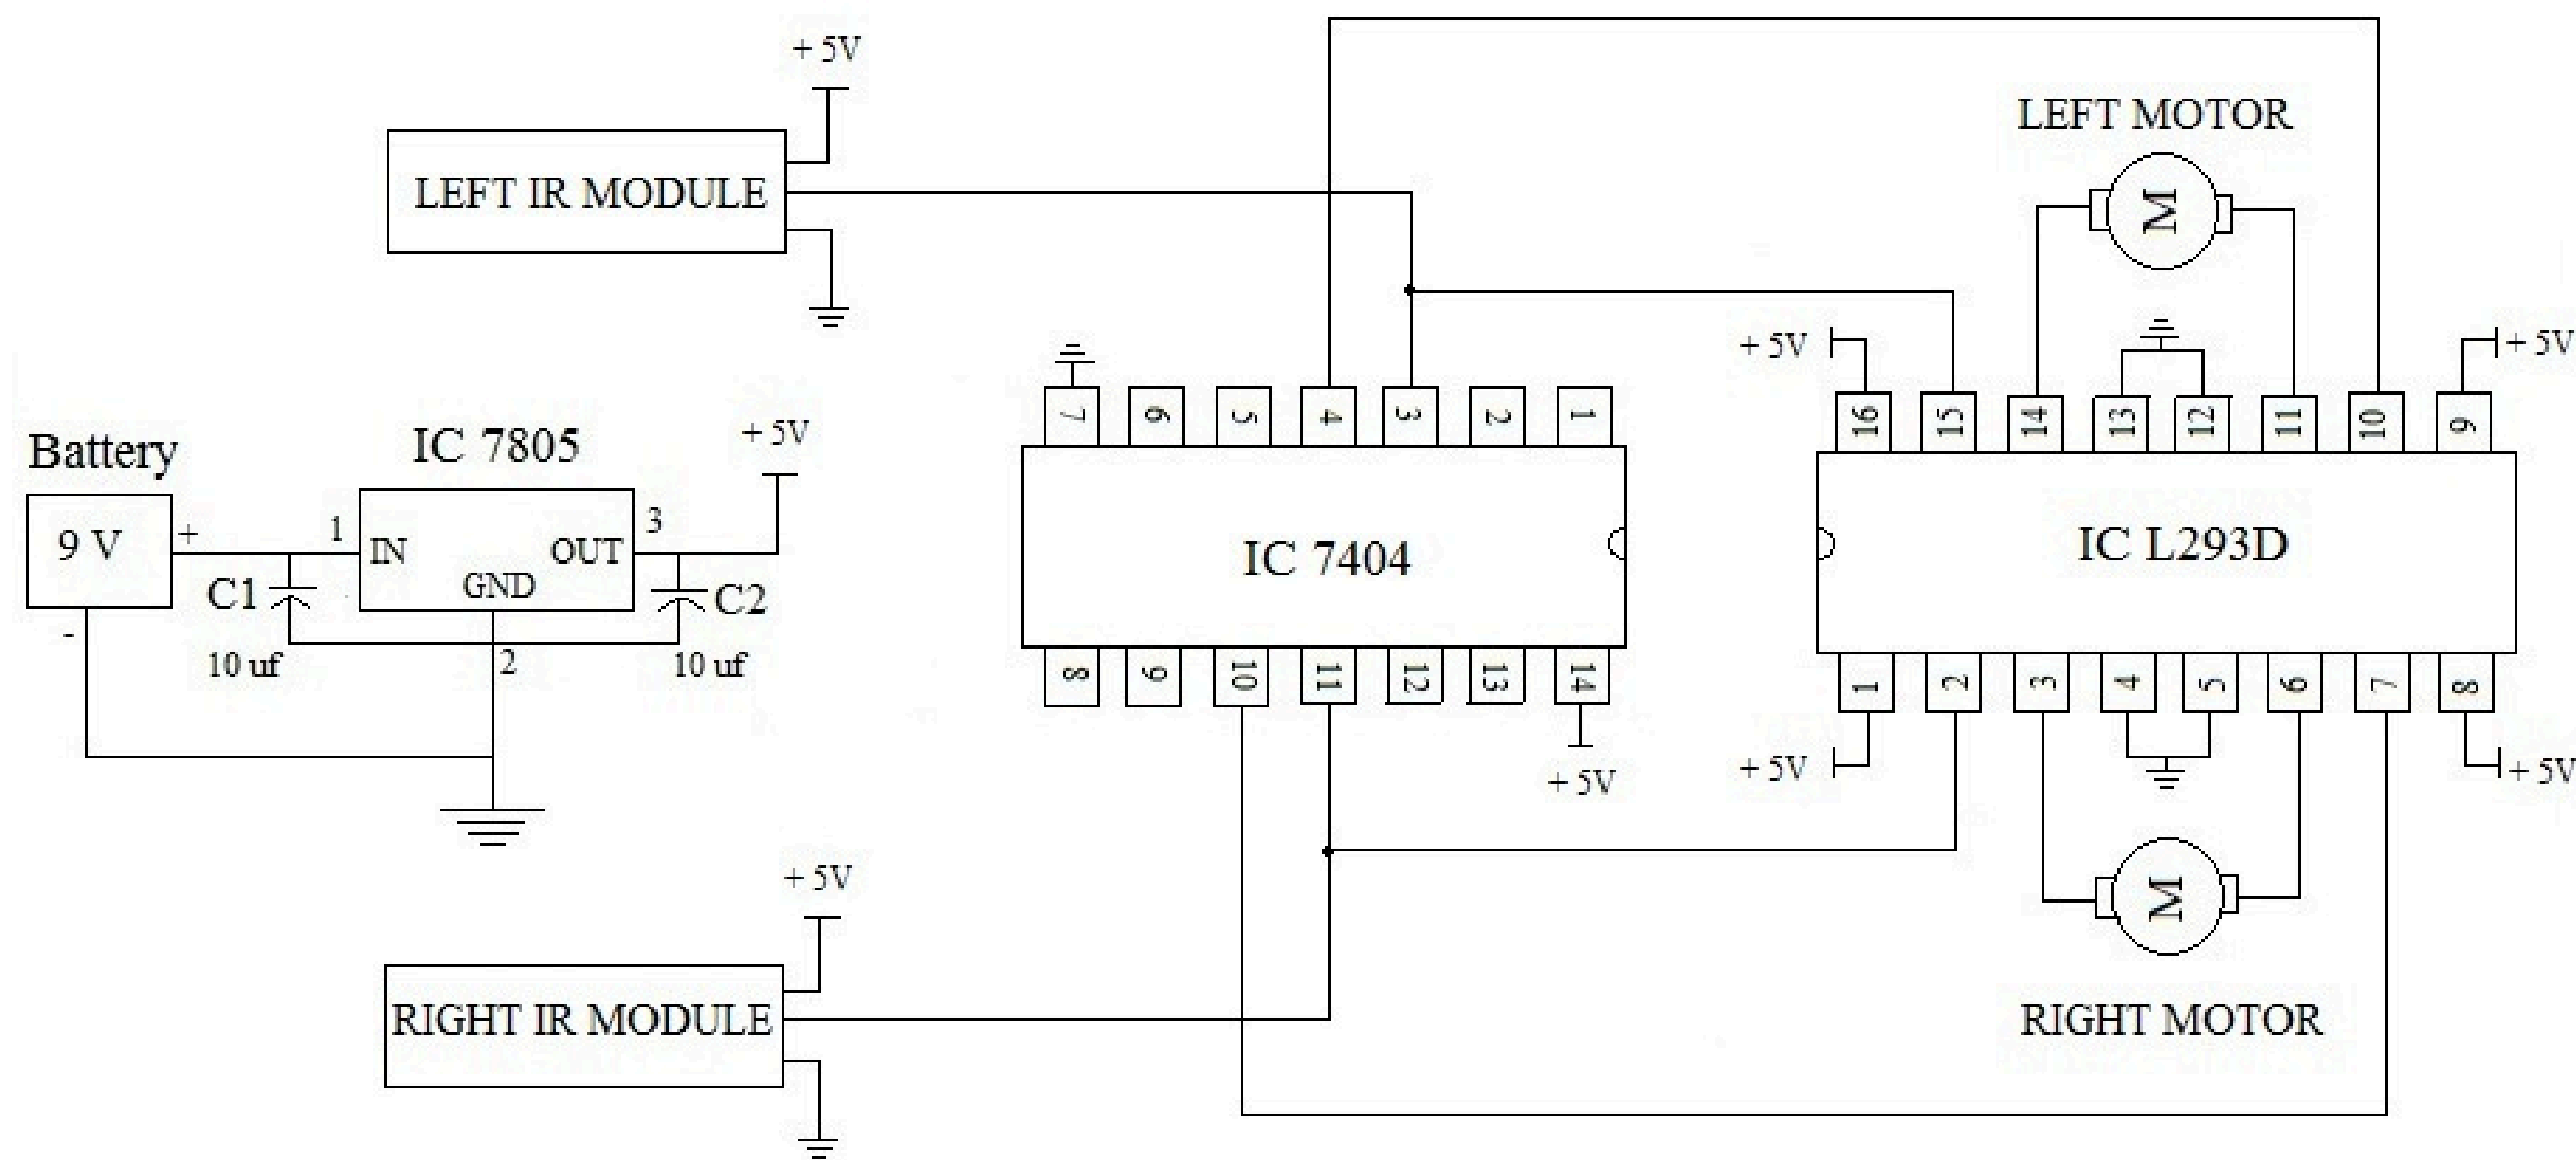 + 5V
LEFT IR MODULE
LEFT MOTOR
M
+ 5V
+ 5V
7 6 5 4 3 2 1
16 15 14 13 12 11 10 9
Battery
IC 7805
+ 5V
9 V
+
-
1
IN
OUT
3
GND
2
C1
10 uf
C2
10 uf
IC 7404
IC L293D
8 9 10 11 12 13 14
1 2 3 4 5 6 7 8
+ 5V
+ 5V
+ 5V
+ 5V
RIGHT IR MODULE
M
RIGHT MOTOR